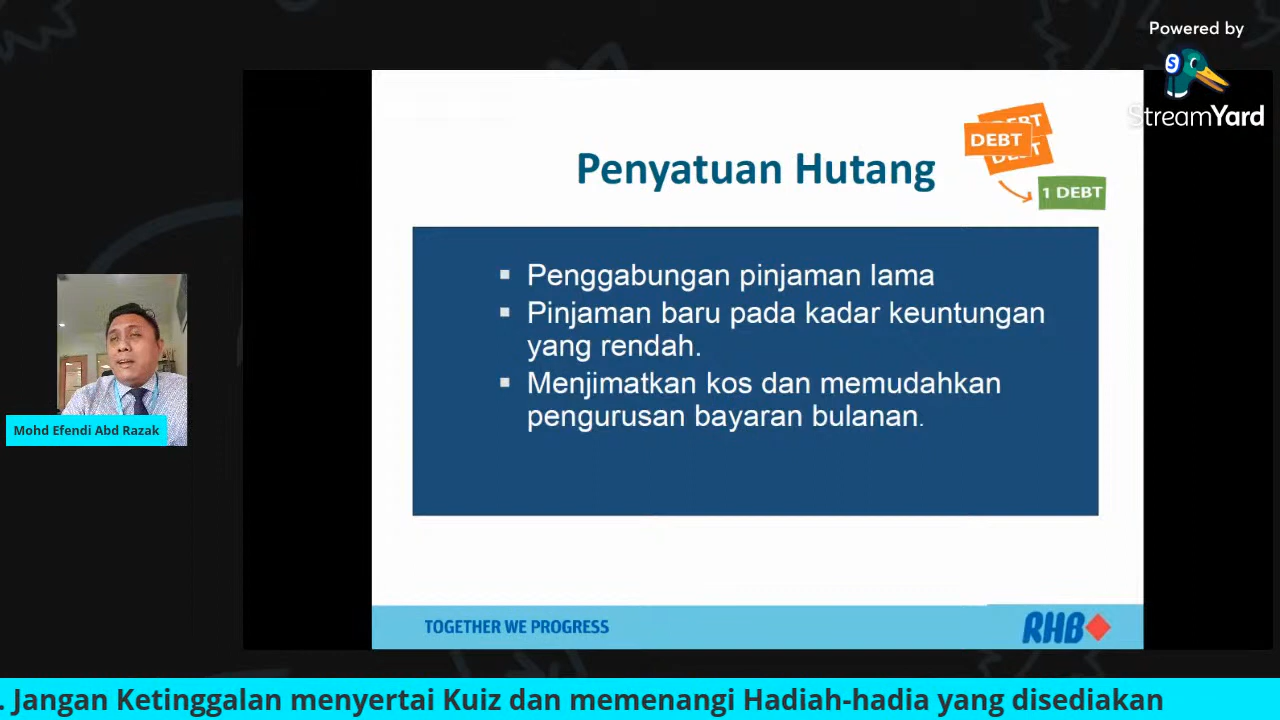 Powered by
StreamYard
DEBT
DEBT
DEBT
1 DEBT
Penyatuan Hutang
▪ Penggabungan pinjaman lama
▪ Pinjaman baru pada kadar keuntungan
yang rendah.
▪ Menjimatkan kos dan memudahkan
pengurusan bayaran bulanan.
Mohd Efendi Abd Razak
TOGETHER WE PROGRESS
RHB
. Jangan Ketinggalan menyertai Kuiz dan memenangi Hadiah-hadia yang disediakan